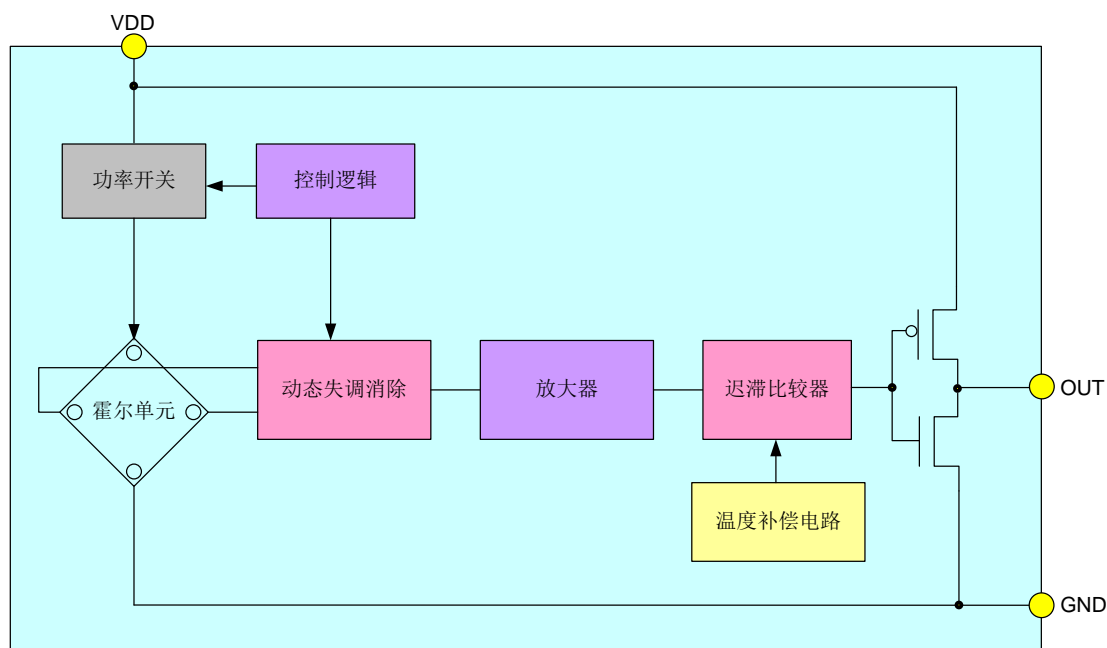 VDD
功率开关
控制逻辑
霍尔单元
动态失调消除
放大器
迟滞比较器
OUT
温度补偿电路
GND